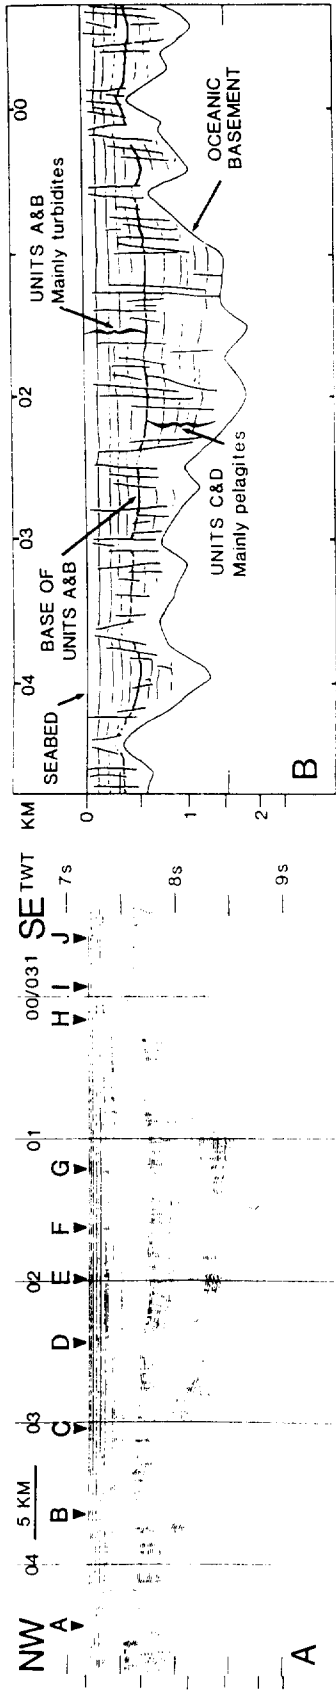 NW
5 KM
SE
TWT
04
03
02
01
00/031
A
B
C
D
E
F
G
H
I
J
7s
8s
9s
A
KM
0
1
2
04
03
02
00
SEABED
BASE OF
UNITS A&B
UNITS A&B
Mainly turbidites
UNITS C&D
Mainly pelagites
OCEANIC
BASEMENT
B